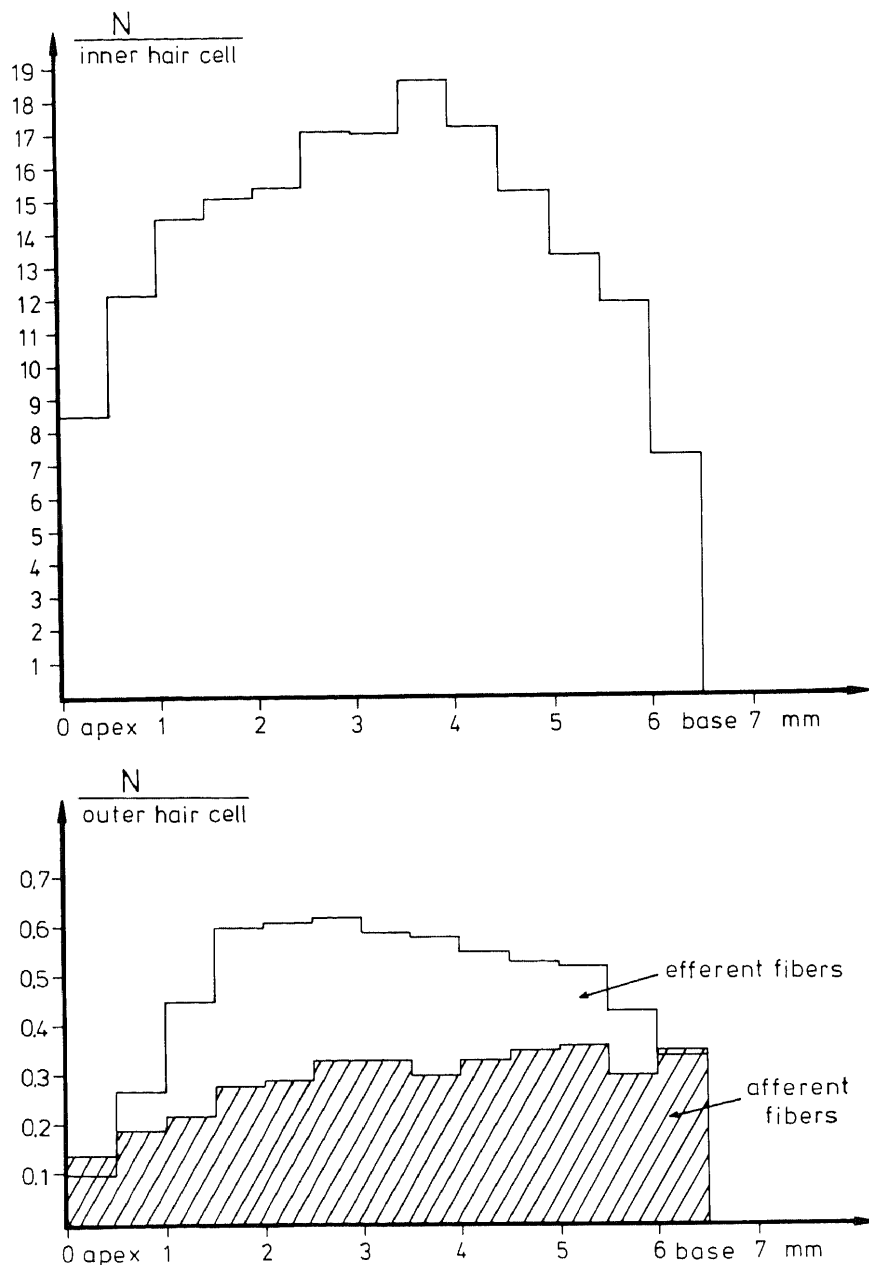 N
inner hair cell
19
18
17
16
15
14
13
12
11
10
9
8
7
6
5
4
3
2
1
0 apex 1 2 3 4 5 6 base 7 mm
N
outer hair cell
0.7
0.6
0.5
0.4
0.3
0.2
0.1
efferent fibers
afferent
fibers
0 apex 1 2 3 4 5 6 base 7 mm